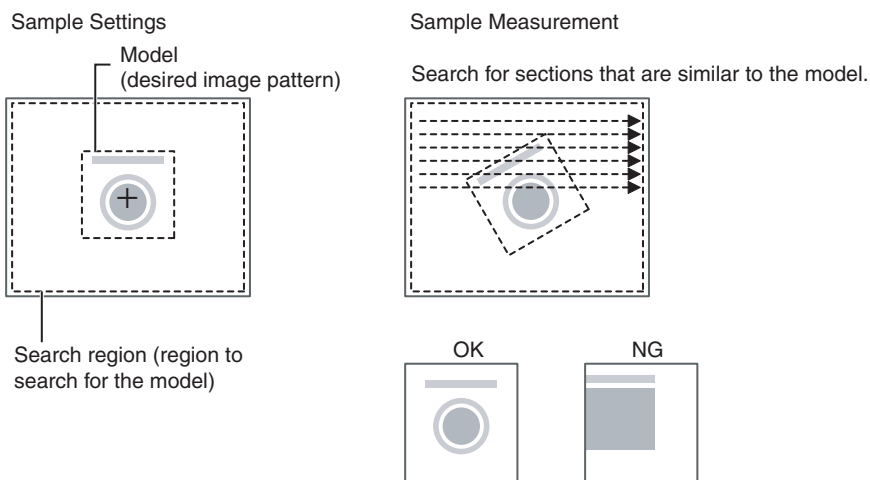 Sample Settings
Model
(desired image pattern)
Search region (region to
search for the model)
Sample Measurement
Search for sections that are similar to the model.
OK
NG